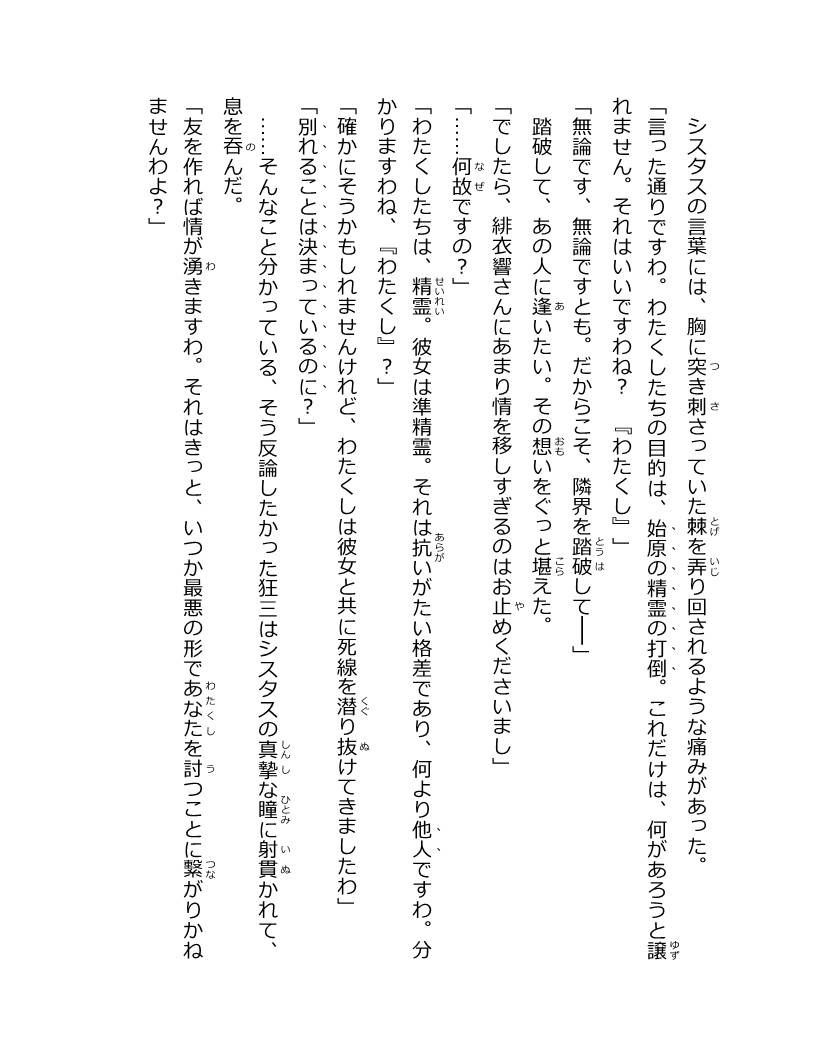 シスタスの言葉には、胸に突き刺さっていた棘を弄り回されるような痛みがあった。
「言った通りですわ。わたくしたちの目的は、始原の精霊の打倒。これだけは、何があろうと譲
れません。それはいいですわね？　『わたくし』」
「無論です、無論ですとも。だからこそ、隣界を踏破して──」
踏破して、あの人に逢いたい。その想いをぐっと堪えた。
「でしたら、緋衣響さんにあまり情を移しすぎるのはお止めくださいまし」
「……何故ですの？」
「わたくしたちは、精霊。彼女は準精霊。それは抗いがたい格差であり、何より他人ですわ。分
かりますわね、『わたくし』？」
「確かにそうかもしれませんけれど、わたくしは彼女と共に死線を潜り抜けてきましたわ」
「別れることは決まっているのに？」
……そんなこと分かっている、そう反論したかった狂三はシスタスの真摯な瞳に射貫かれて、
息を呑んだ。
「友を作れば情が湧きますわ。それはきっと、いつか最悪の形であなたを討つことに繋がりかね
ませんわよ？」